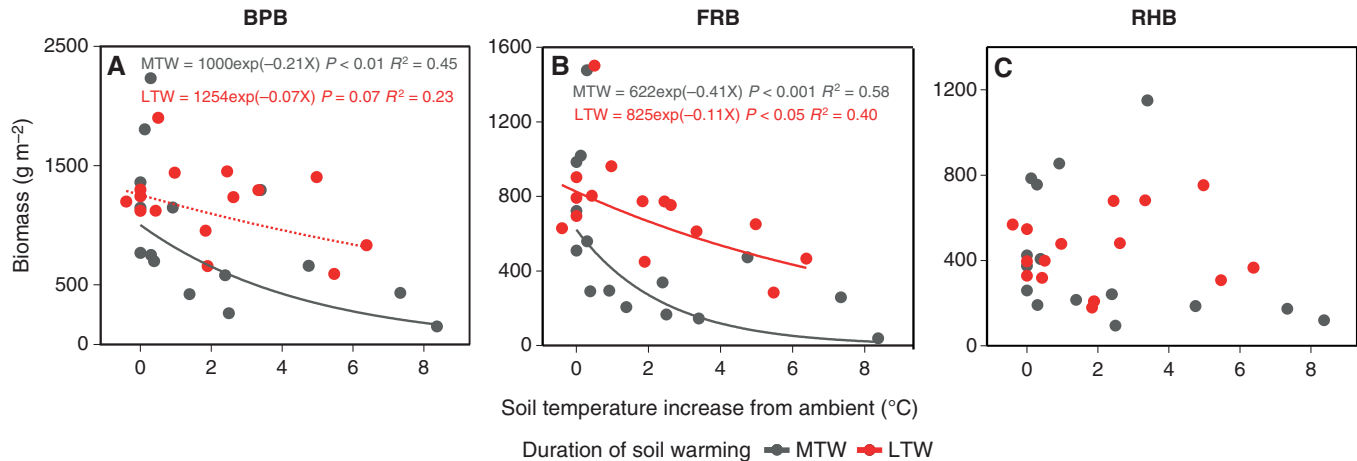 BPB FRB RHB
A MTW = 1000exp(−0.21X) P < 0.01 R² = 0.45
LTW = 1254exp(−0.07X) P = 0.07 R² = 0.23
B MTW = 622exp(−0.41X) P < 0.001 R² = 0.58
LTW = 825exp(−0.11X) P < 0.05 R² = 0.40
C
Biomass (g m⁻²)
2500
1500
500
0
0 2 4 6 8
1600
1200
800
400
0
0 2 4 6 8
1200
800
400
0
0 2 4 6 8
Soil temperature increase from ambient (°C)
Duration of soil warming MTW LTW